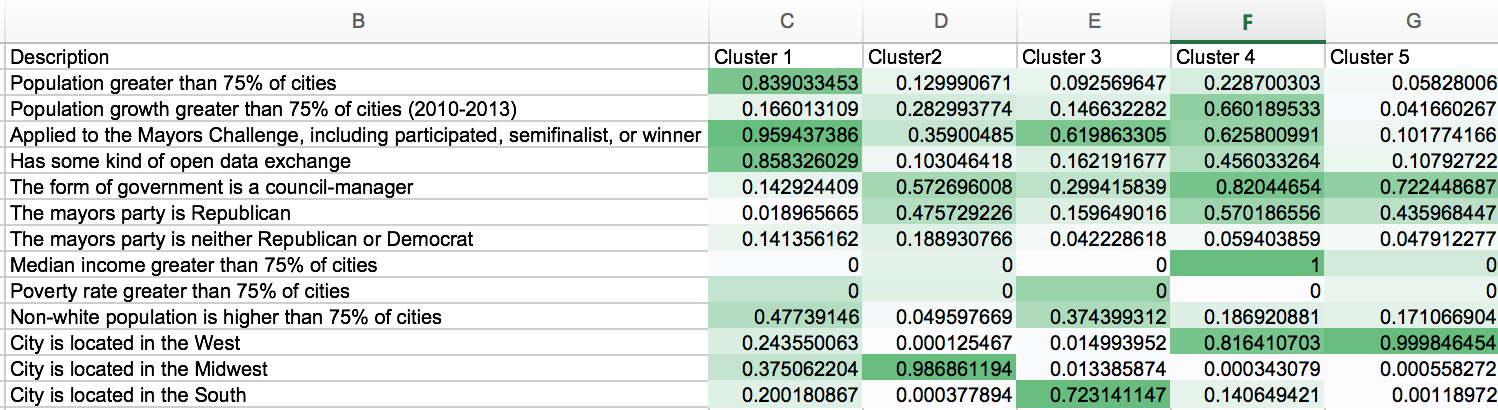 B C D E F G
Description Cluster 1 Cluster2 Cluster 3 Cluster 4 Cluster 5
Population greater than 75% of cities 0.839033453 0.129990671 0.092569647 0.228700303 0.05828006
Population growth greater than 75% of cities (2010-2013) 0.166013109 0.282993774 0.146632282 0.660189533 0.041660267
Applied to the Mayors Challenge, including participated, semifinalist, or winner 0.959437386 0.35900485 0.619863305 0.625800991 0.101774166
Has some kind of open data exchange 0.858326029 0.103046418 0.162191677 0.456033264 0.10792722
The form of government is a council-manager 0.142924409 0.572696008 0.299415839 0.82044654 0.722448687
The mayors party is Republican 0.018965665 0.475729226 0.159649016 0.570186556 0.435968447
The mayors party is neither Republican or Democrat 0.141356162 0.188930766 0.042228618 0.059403859 0.047912277
Median income greater than 75% of cities 0 0 0 1 0
Poverty rate greater than 75% of cities 0 0 0 0 0
Non-white population is higher than 75% of cities 0.47739146 0.049597669 0.374399312 0.186920881 0.171066904
City is located in the West 0.243550063 0.000125467 0.014993952 0.816410703 0.999846454
City is located in the Midwest 0.375062204 0.986861194 0.013385874 0.000343079 0.000558272
City is located in the South 0.200180867 0.000377894 0.723141147 0.140649421 0.00118972